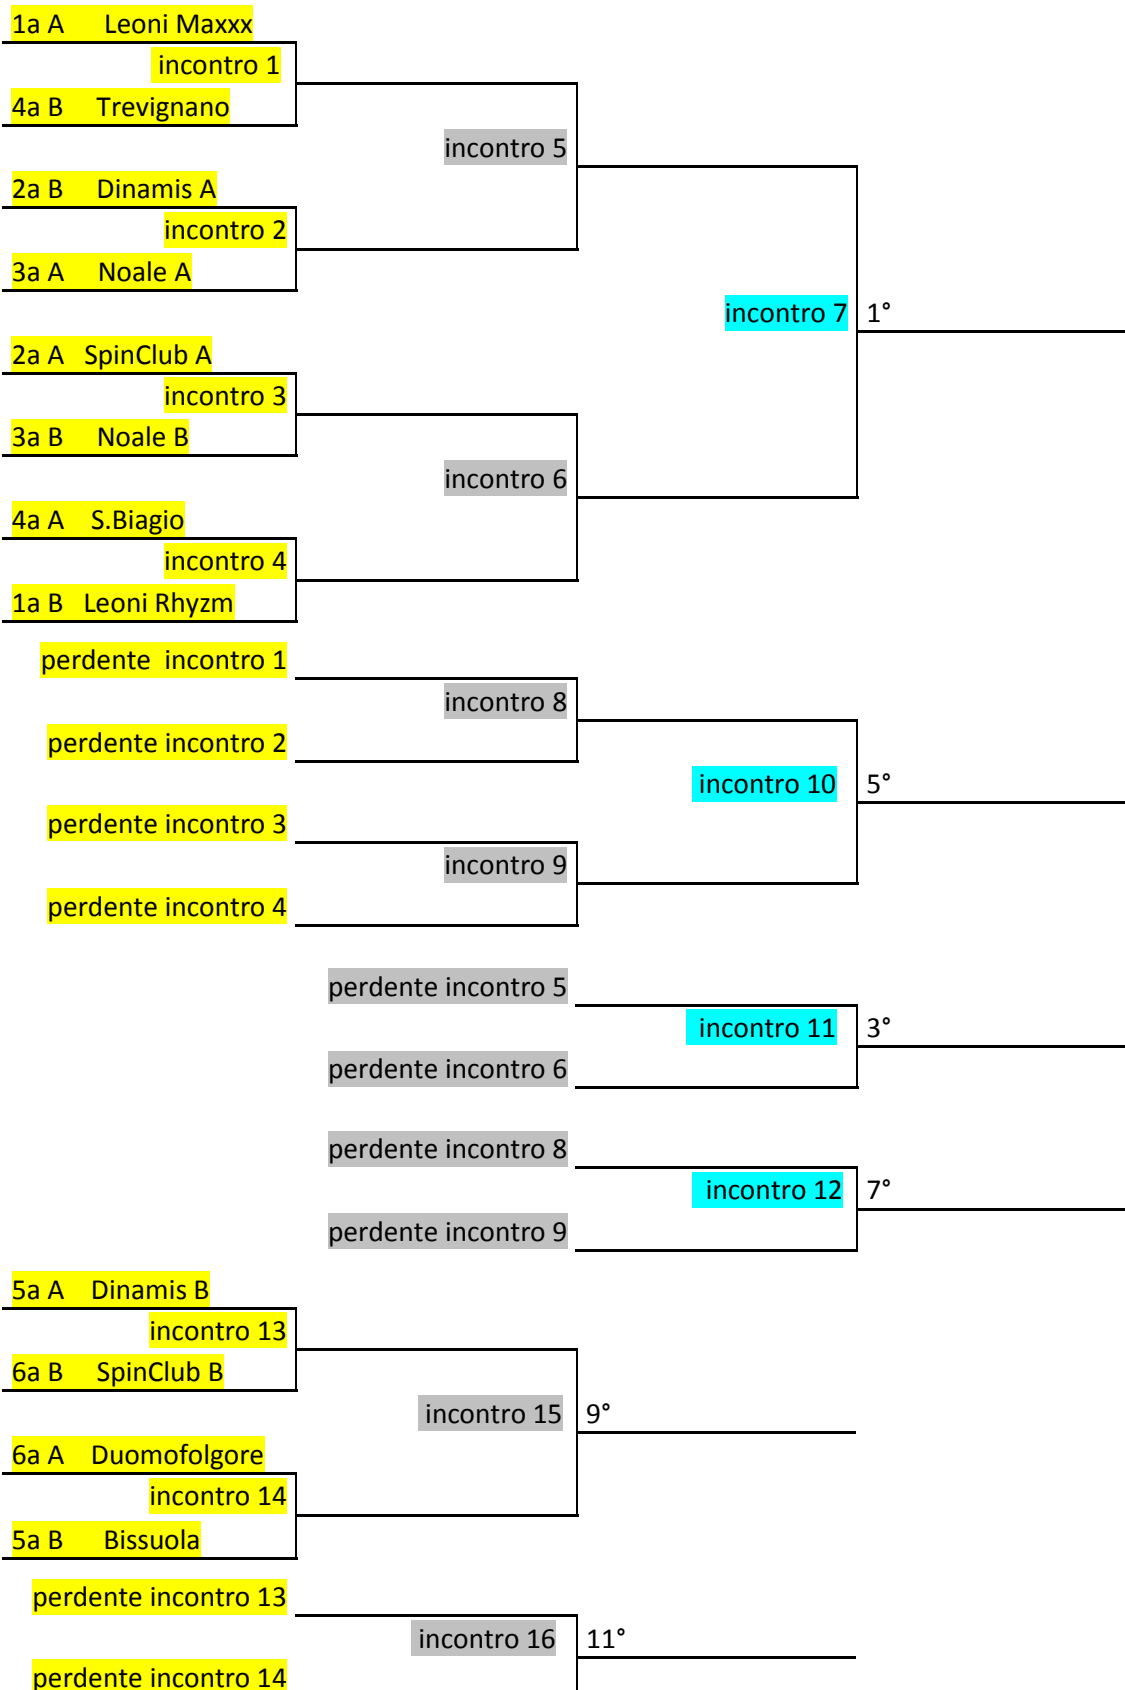 1a A Leoni Maxxx
incontro 1
4a B Trevignano
incontro 5
2a B Dinamis A
incontro 2
3a A Noale A
incontro 7 1°
2a A SpinClub A
incontro 3
3a B Noale B
incontro 6
4a A S.Biagio
incontro 4
1a B Leoni Rhyzm
perdente incontro 1
incontro 8
perdente incontro 2
incontro 10 5°
perdente incontro 3
incontro 9
perdente incontro 4
perdente incontro 5
incontro 11 3°
perdente incontro 6
perdente incontro 8
incontro 12 7°
perdente incontro 9
5a A Dinamis B
incontro 13
6a B SpinClub B
incontro 15 9°
6a A Duomofolgore
incontro 14
5a B Bissuola
perdente incontro 13
incontro 16 11°
perdente incontro 14